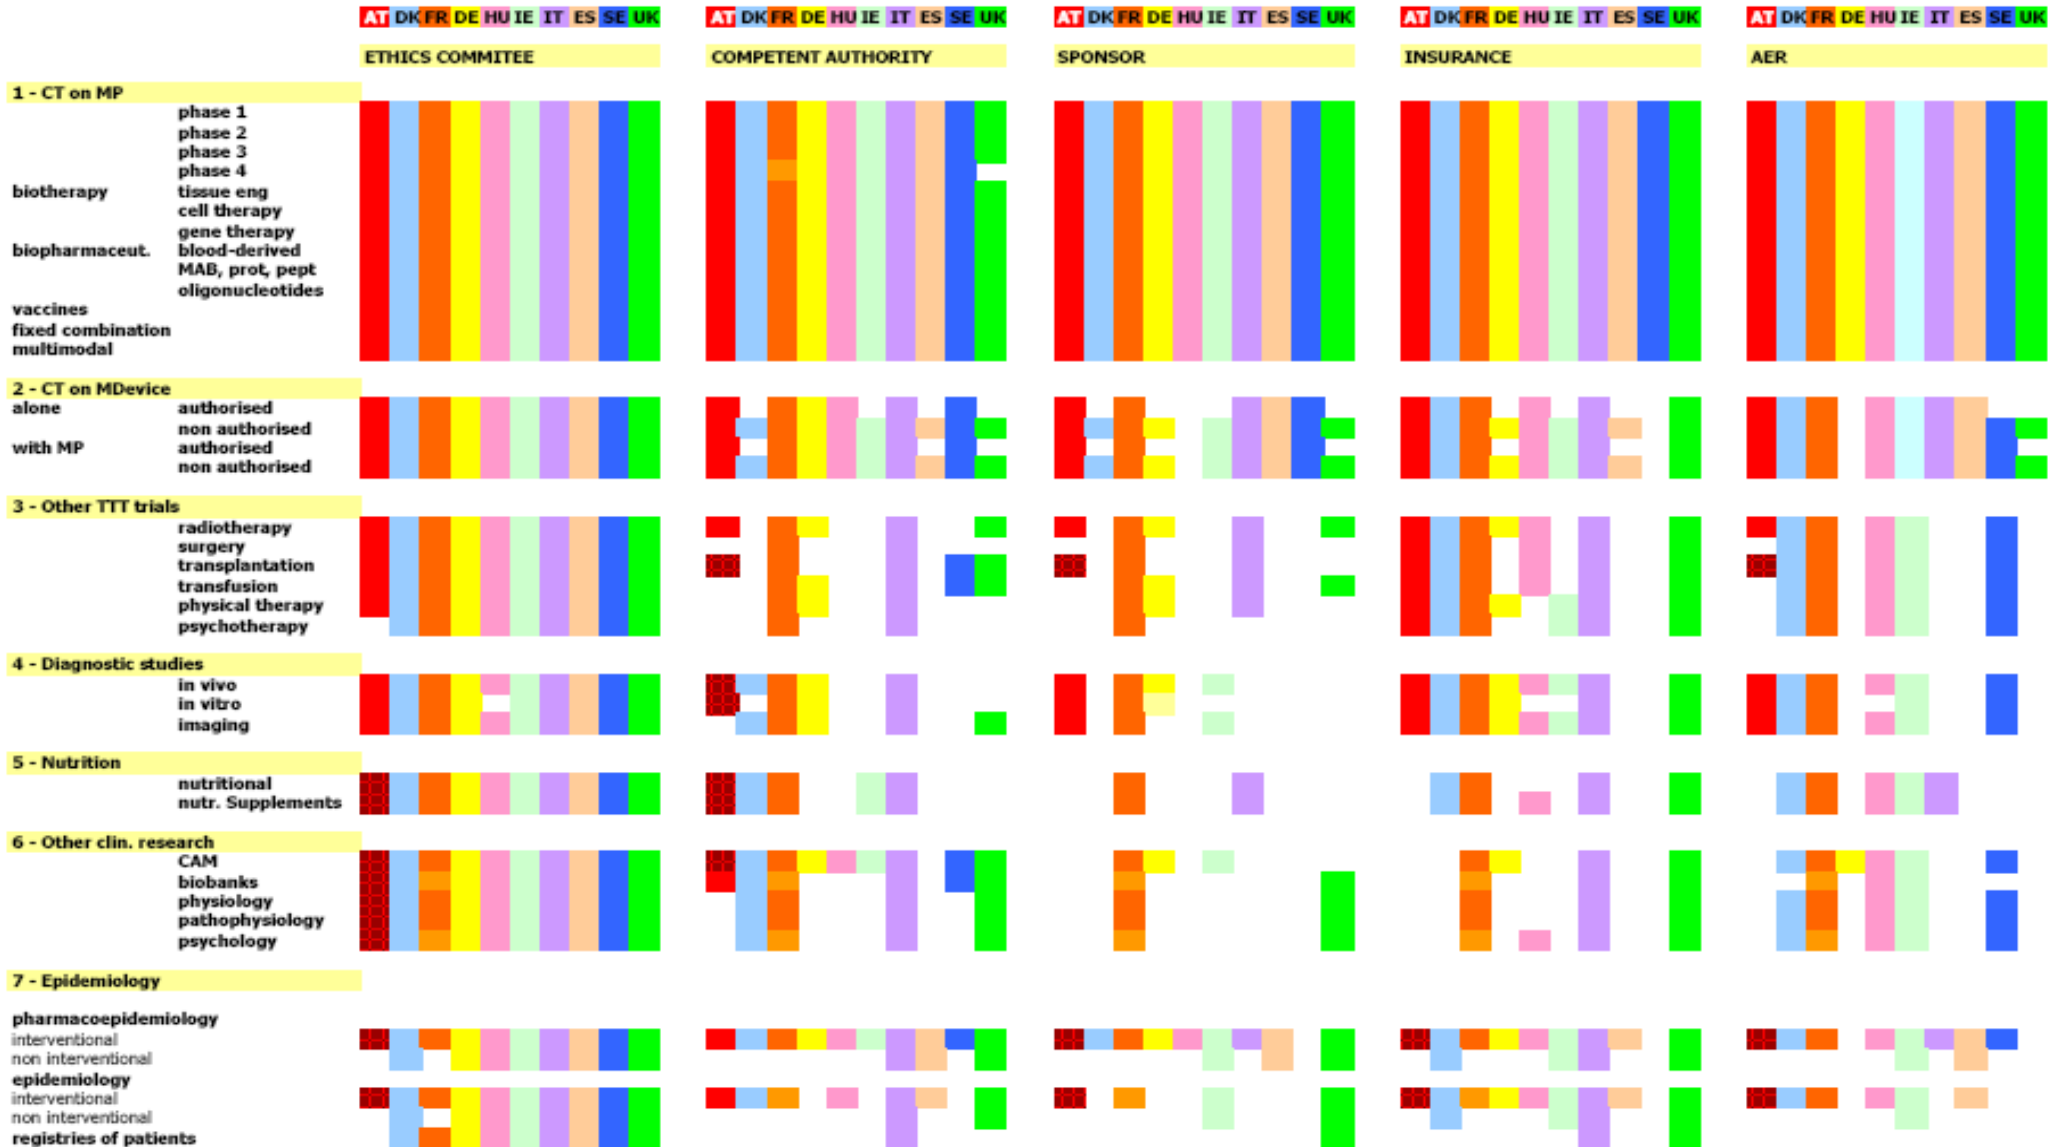 AT DK FR DE HU IE IT ES SE UK AT DK FR DE HU IE IT ES SE UK AT DK FR DE HU IE IT ES SE UK AT DK FR DE HU IE IT ES SE UK AT DK FR DE HU IE IT ES SE UK
ETHICS COMMITEE COMPETENT AUTHORITY SPONSOR INSURANCE AER
1 - CT on MP
phase 1
phase 2
phase 3
phase 4
biotherapy tissue eng
cell therapy
gene therapy
biopharmaceut. blood-derived
MAB, prot, pept
oligonucleotides
vaccines
fixed combination
multimodal
2 - CT on MDevice
alone authorised
non authorised
with MP authorised
non authorised
3 - Other TTT trials
radiotherapy
surgery
transplantation
transfusion
physical therapy
psychotherapy
4 - Diagnostic studies
in vivo
in vitro
imaging
5 - Nutrition
nutritional
nutr. Supplements
6 - Other clin. research
CAM
biobanks
physiology
pathophysiology
psychology
7 - Epidemiology
pharmacoepidemiology
interventional
non interventional
epidemiology
interventional
non interventional
registries of patients